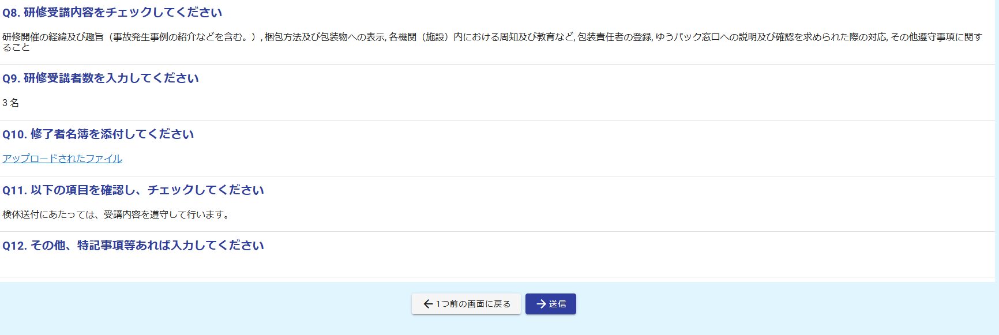 Q8. 研修受講内容をチェックしてください
研修開催の経緯及び趣旨（事故発生事例の紹介などを含む。）, 梱包方法及び包装物への表示, 各機関（施設）内における周知及び教育など, 包装責任者の登録, ゆうパック窓口への説明及び確認を求められた際の対応, その他遵守事項に関す
ること
Q9. 研修受講者数を入力してください
3 名
Q10. 修了者名簿を添付してください
アップロードされたファイル
Q11. 以下の項目を確認し、チェックしてください
検体送付にあたっては、受講内容を遵守して行います。
Q12. その他、特記事項等あれば入力してください
← 1つ前の画面に戻る
→ 送信